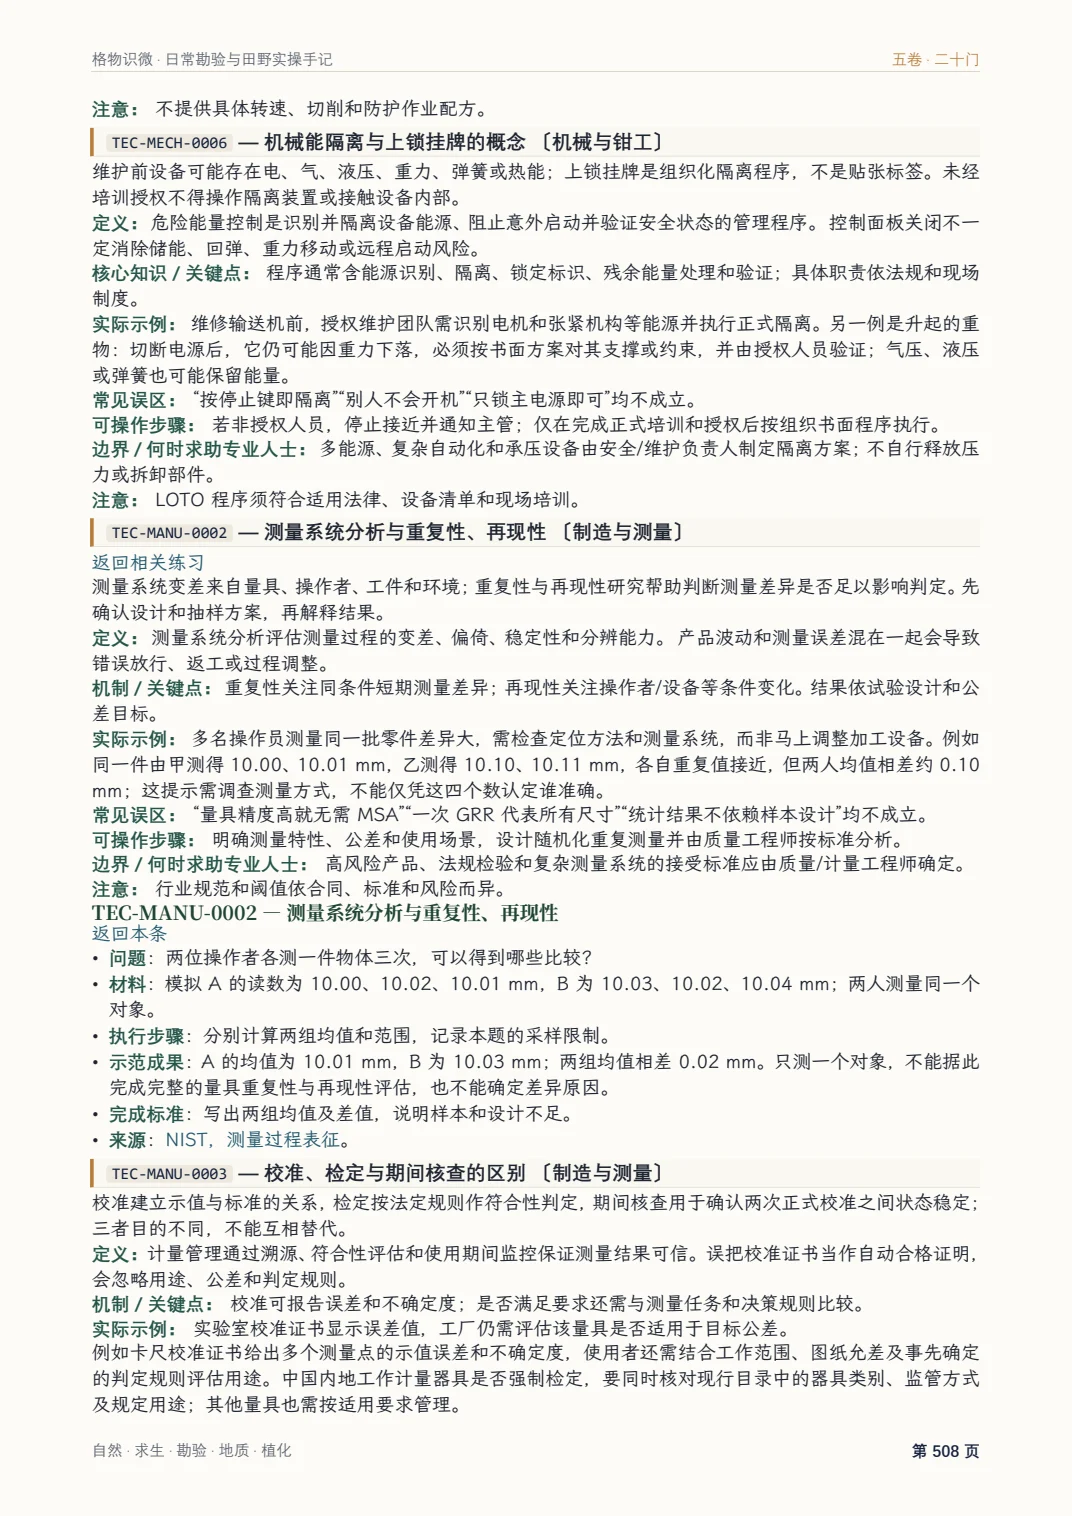 格物识微 · 日常勘验与田野实操手记
五卷 · 二十门
注意： 不提供具体转速、切削和防护作业配方。
TEC-MECH-0006 — 机械能隔离与上锁挂牌的概念 〔机械与钳工〕
维护前设备可能存在电、气、液压、重力、弹簧或热能；上锁挂牌是组织化隔离程序，不是贴张标签。未经
培训授权不得操作隔离装置或接触设备内部。
定义： 危险能量控制是识别并隔离设备能源、阻止意外启动并验证安全状态的管理程序。 控制面板关闭不一
定消除储能、回弹、重力移动或远程启动风险。
核心知识 / 关键点： 程序通常含能源识别、隔离、锁定标识、残余能量处理和验证；具体职责依法规和现场
制度。
实际示例： 维修输送机前，授权维护团队需识别电机和张紧机构等能源并执行正式隔离。另一例是升起的重
物：切断电源后，它仍可能因重力下落，必须按书面方案对其支撑或约束，并由授权人员验证；气压、液压
或弹簧也可能保留能量。
常见误区： “按停止键即隔离”“别人不会开机”“只锁主电源即可”均不成立。
可操作步骤： 若非授权人员，停止接近并通知主管；仅在完成正式培训和授权后按组织书面程序执行。
边界 / 何时求助专业人士： 多能源、复杂自动化和承压设备由安全/维护负责人制定隔离方案；不自行释放压
力或拆卸部件。
注意： LOTO 程序须符合适用法律、设备清单和现场培训。
TEC-MANU-0002 — 测量系统分析与重复性、再现性 〔制造与测量〕
返回相关练习
测量系统变差来自量具、操作者、工件和环境；重复性与再现性研究帮助判断测量差异是否足以影响判定。先
确认设计和抽样方案，再解释结果。
定义： 测量系统分析评估测量过程的变差、偏倚、稳定性和分辨能力。 产品波动和测量误差混在一起会导致
错误放行、返工或过程调整。
机制 / 关键点： 重复性关注同条件短期测量差异；再现性关注操作者/设备等条件变化。结果依试验设计和公
差目标。
实际示例： 多名操作员测量同一批零件差异大，需检查定位方法和测量系统，而非马上调整加工设备。例如
同一件由甲测得 10.00、10.01 mm，乙测得 10.10、10.11 mm，各自重复值接近，但两人均值相差约 0.10
mm；这提示需调查测量方式，不能仅凭这四个数认定谁准确。
常见误区： “量具精度高就无需 MSA”“一次 GRR 代表所有尺寸”“统计结果不依赖样本设计”均不成立。
可操作步骤： 明确测量特性、公差和使用场景，设计随机化重复测量并由质量工程师按标准分析。
边界 / 何时求助专业人士： 高风险产品、法规检验和复杂测量系统的接受标准应由质量/计量工程师确定。
注意： 行业规范和阈值依合同、标准和风险而异。
TEC-MANU-0002 — 测量系统分析与重复性、再现性
返回本条
• 问题：两位操作者各测一件物体三次，可以得到哪些比较？
• 材料：模拟 A 的读数为 10.00、10.02、10.01 mm，B 为 10.03、10.02、10.04 mm；两人测量同一个
对象。
• 执行步骤：分别计算两组均值和范围，记录本题的采样限制。
• 示范成果：A 的均值为 10.01 mm，B 为 10.03 mm；两组均值相差 0.02 mm。只测一个对象，不能据此
完成完整的量具重复性与再现性评估，也不能确定差异原因。
• 完成标准：写出两组均值及差值，说明样本和设计不足。
• 来源：NIST，测量过程表征。
TEC-MANU-0003 — 校准、检定与期间核查的区别 〔制造与测量〕
校准建立示值与标准的关系，检定按法定规则作符合性判定，期间核查用于确认两次正式校准之间状态稳定；
三者目的不同，不能互相替代。
定义：计量管理通过溯源、符合性评估和使用期间监控保证测量结果可信。误把校准证书当作自动合格证明，
会忽略用途、公差和判定规则。
机制 / 关键点： 校准可报告误差和不确定度；是否满足要求还需与测量任务和决策规则比较。
实际示例： 实验室校准证书显示误差值，工厂仍需评估该量具是否适用于目标公差。
例如卡尺校准证书给出多个测量点的示值误差和不确定度，使用者还需结合工作范围、图纸允差及事先确定
的判定规则评估用途。中国内地工作计量器具是否强制检定，要同时核对现行目录中的器具类别、监管方式
及规定用途；其他量具也需按适用要求管理。
自然 · 求生 · 勘验 · 地质 · 植化
第 508 页